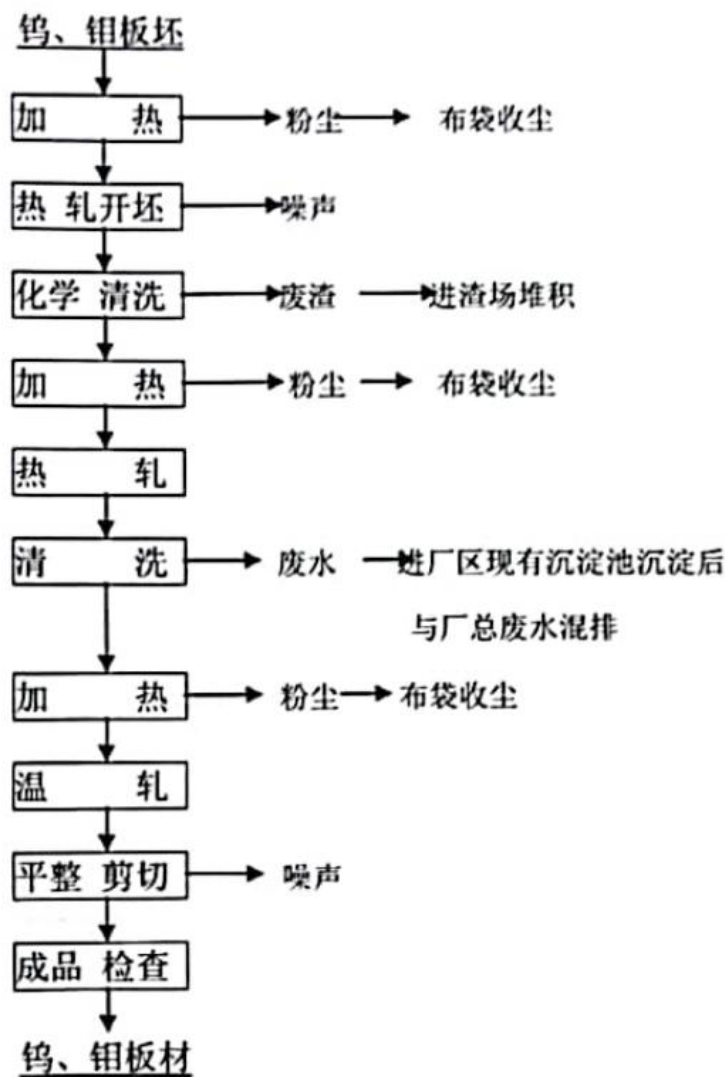 钨、钼板坯
加 热 粉尘 布袋收尘
热 轧开坯 噪声
化学 清洗 废渣 进渣场堆积
加 热 粉尘 布袋收尘
热 轧
清 洗 废水 进厂区现有沉淀池沉淀后
与厂总废水混排
加 热 粉尘 布袋收尘
温 轧
平整 剪切 噪声
成品 检查
钨、钼板材